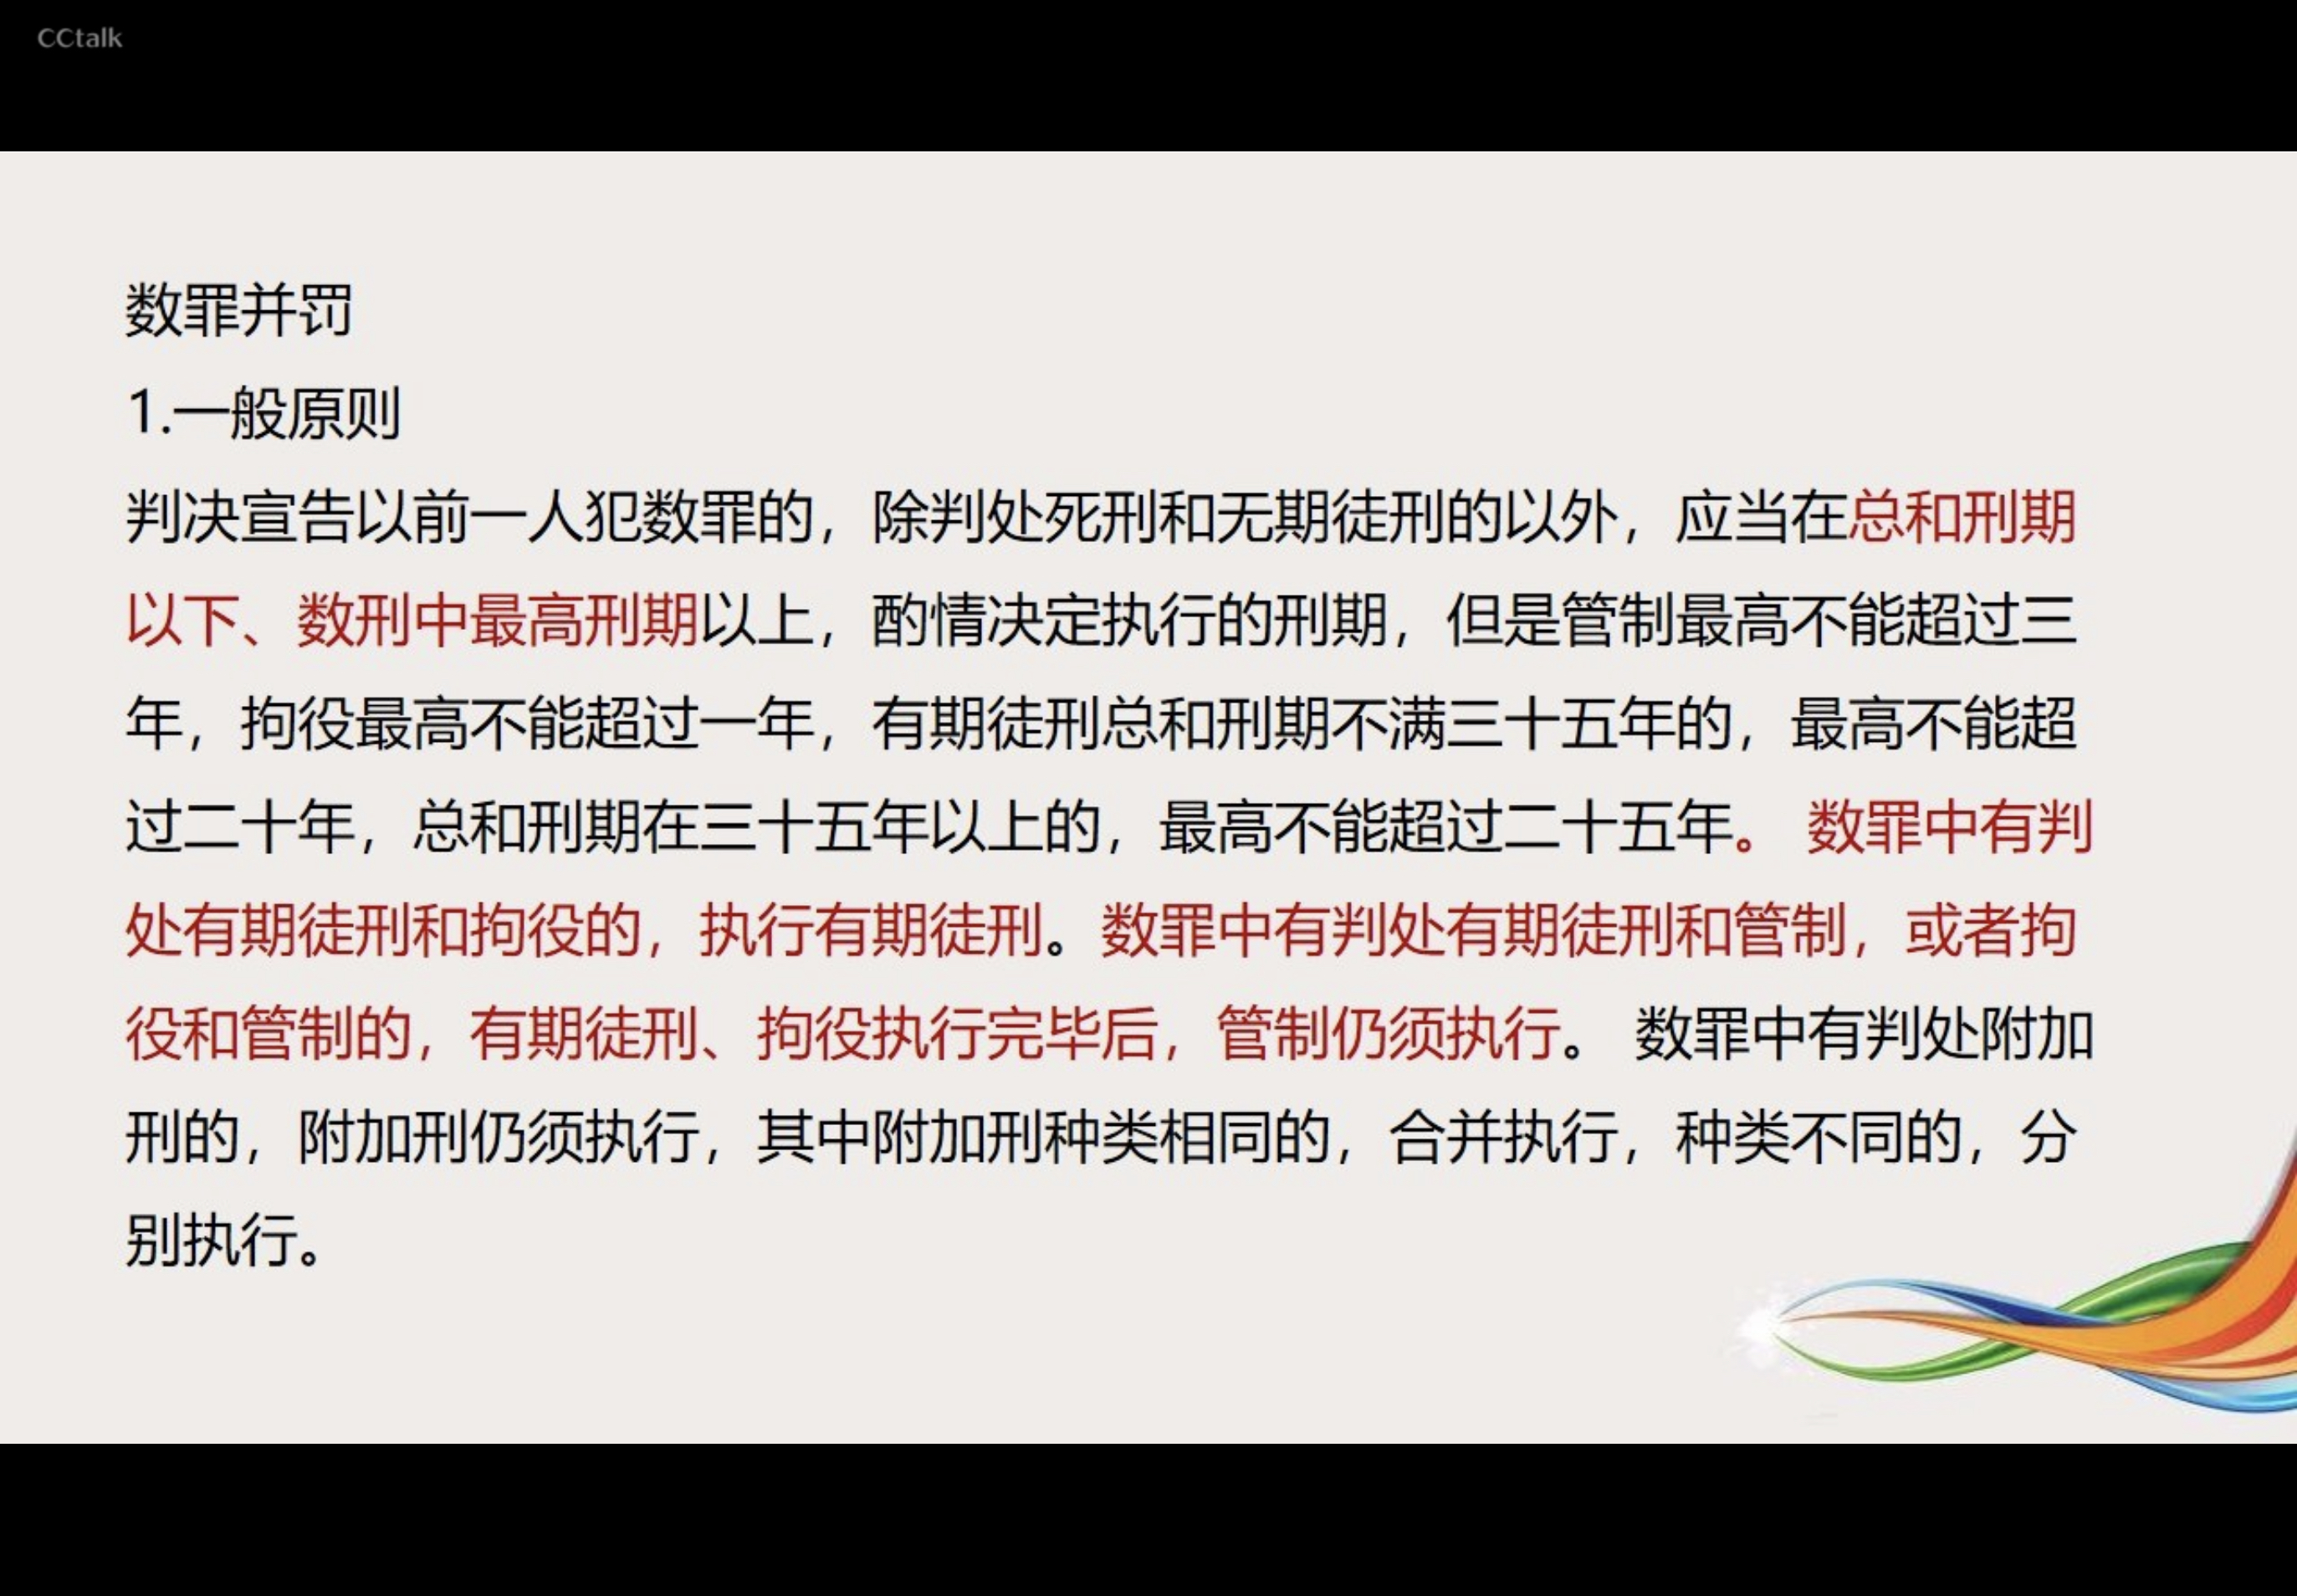 CCtalk
数罪并罚
1.一般原则
判决宣告以前一人犯数罪的，除判处死刑和无期徒刑的以外，应当在总和刑期
以下、数刑中最高刑期以上，酌情决定执行的刑期，但是管制最高不能超过三
年，拘役最高不能超过一年，有期徒刑总和刑期不满三十五年的，最高不能超
过二十年，总和刑期在三十五年以上的，最高不能超过二十五年。 数罪中有判
处有期徒刑和拘役的，执行有期徒刑。数罪中有判处有期徒刑和管制，或者拘
役和管制的，有期徒刑、拘役执行完毕后，管制仍须执行。 数罪中有判处附加
刑的，附加刑仍须执行，其中附加刑种类相同的，合并执行，种类不同的，分
别执行。